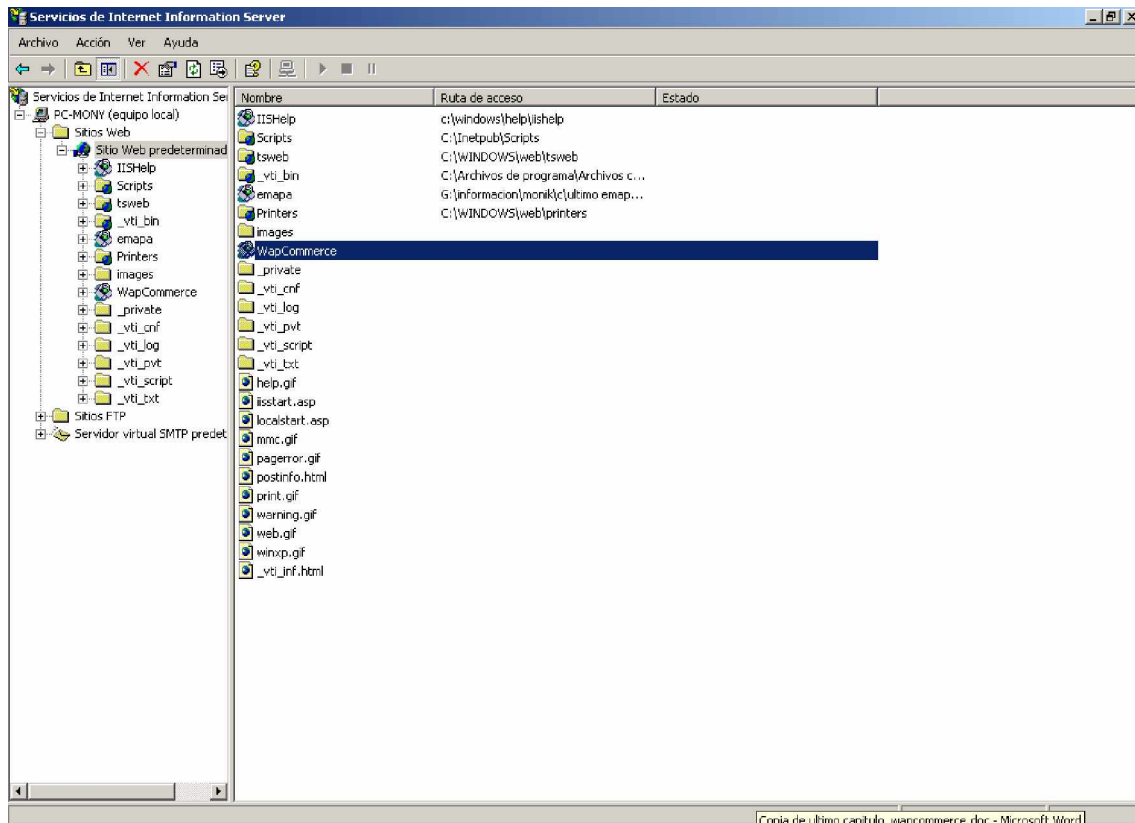 Servicios de Internet Information Server
Archivo Acción Ver Ayuda
Servicios de Internet Information Ser
PC-MONY (equipo local)
Sitios Web
Sitio Web predeterminad
IISHelp
Scripts
tsweb
_vti_bin
emapa
Printers
images
WapCommerce
_private
_vti_cnf
_vti_log
_vti_pvt
_vti_script
_vti_txt
Sitios FTP
Servidor virtual SMTP predet
Nombre Ruta de acceso Estado
IISHelp c:\windows\help\iishelp
Scripts C:\Inetpub\Scripts
tsweb C:\WINDOWS\web\tsweb
_vti_bin C:\Archivos de programa\Archivos c...
emapa G:\informacion\monik\c\ultimo emap...
Printers C:\WINDOWS\web\printers
images
WapCommerce
_private
_vti_cnf
_vti_log
_vti_pvt
_vti_script
_vti_txt
help.gif
iisstart.asp
localstart.asp
mmc.gif
pagerror.gif
postinfo.html
print.gif
warning.gif
web.gif
winxp.gif
_vti_inf.html
Copia de ultimo capitulo wapcommerce.doc - Microsoft Word